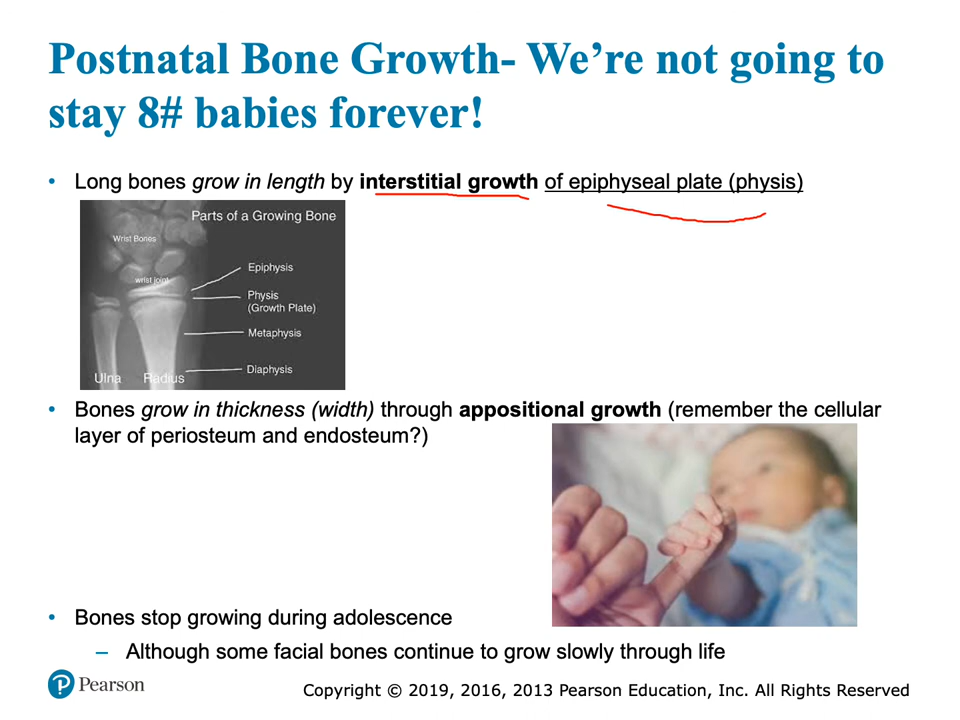 Postnatal Bone Growth- We’re not going to
stay 8# babies forever!
• Long bones grow in length by interstitial growth of epiphyseal plate (physis)
Parts of a Growing Bone
Wrist Bones
wrist joint
Epiphysis
Physis
(Growth Plate)
Metaphysis
Diaphysis
Ulna Radius
• Bones grow in thickness (width) through appositional growth (remember the cellular
layer of periosteum and endosteum?)
• Bones stop growing during adolescence
– Although some facial bones continue to grow slowly through life
P Pearson
Copyright © 2019, 2016, 2013 Pearson Education, Inc. All Rights Reserved